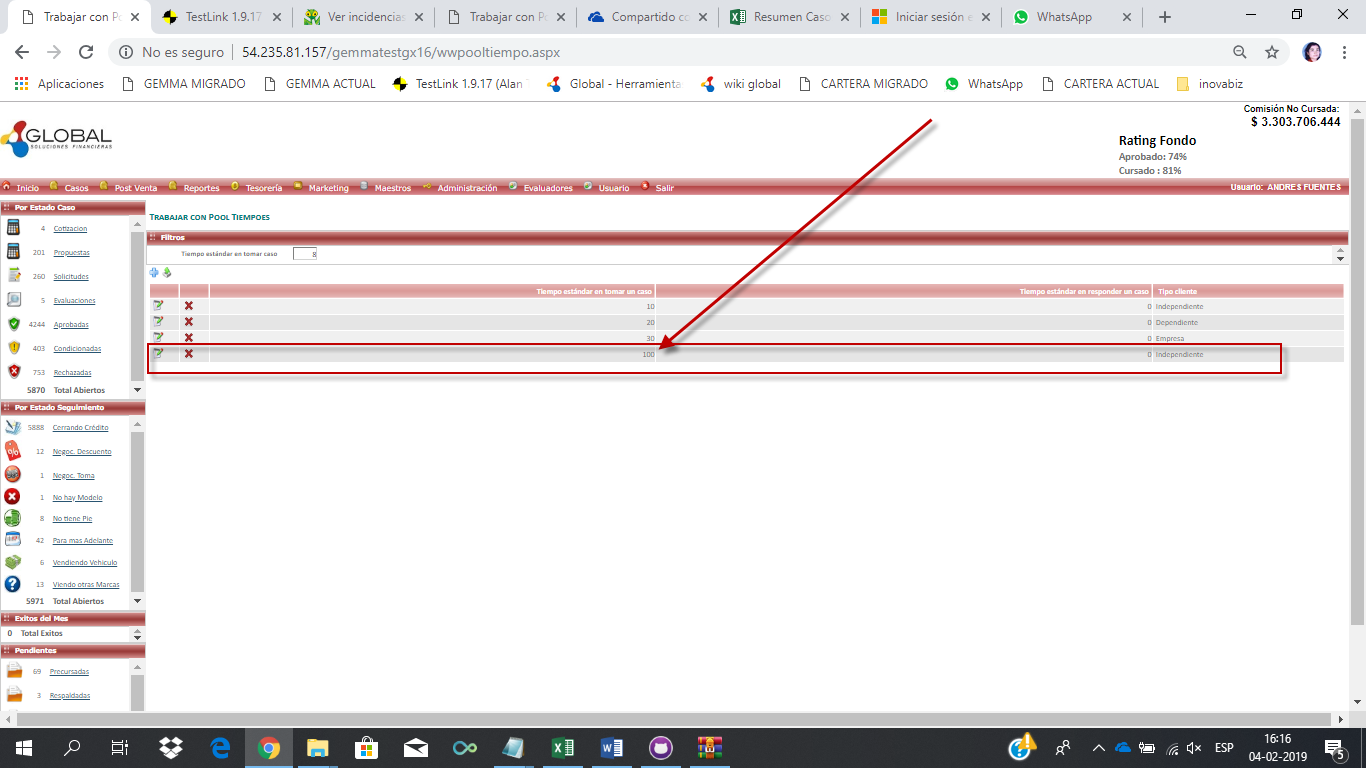 Trabajar con Po
TestLink 1.9.17
Ver incidencias
Trabajar con Po
Compartido co
Resumen Caso
Iniciar sesión e
WhatsApp
No es seguro | 54.235.81.157/gemmatestgx16/wwpooltiempo.aspx
Aplicaciones GEMMA MIGRADO GEMMA ACTUAL TestLink 1.9.17 (Alan Global - Herramienta wiki global CARTERA MIGRADO WhatsApp CARTERA ACTUAL inovabiz
Comisión No Cursada:
$ 3.303.706.444
GLOBAL
SOLUCIONES FINANCIERAS
Rating Fondo
Aprobado: 74%
Cursado : 81%
Inicio Casos Post Venta Reportes Tesorería Marketing Maestros Administración Evaluadores Usuario Salir Usuario: ANDRES FUENTES
Por Estado Caso
4 Cotizacion
201 Propuestas
260 Solicitudes
5 Evaluaciones
4244 Aprobadas
403 Condicionadas
753 Rechazadas
5870 Total Abiertos
Por Estado Seguimiento
5888 Cerrando Crédito
12 Negoc. Descuento
1 Negoc. Toma
1 No hay Modelo
8 No tiene Pie
42 Para mas Adelante
6 Vendiendo Vehículo
13 Viendo otras Marcas
5971 Total Abiertos
Exitos del Mes
0 Total Exitos
Pendientes
69 Precursadas
3 Respaldadas
Trabajar con Pool Tiempoes
Filtros
Tiempo estándar en tomar caso 8
Tiempo estándar en tomar un caso Tiempo estándar en responder un caso Tipo cliente
10 0 Independiente
20 0 Dependiente
30 0 Empresa
100 0 Independiente
ESP
16:16
04-02-2019
5